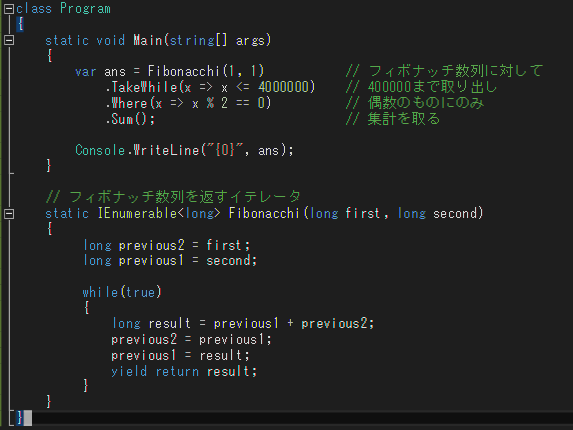 class Program
{
    static void Main(string[] args)
    {
        var ans = Fibonacci(1, 1)           // フィボナッチ数列に対して
            .TakeWhile(x => x <= 4000000)    // 400000まで取り出し
            .Where(x => x % 2 == 0)          // 偶数のものにのみ
            .Sum();                          // 集計を取る

        Console.WriteLine("{0}", ans);
    }

    // フィボナッチ数列を返すイテレータ
    static IEnumerable<long> Fibonacci(long first, long second)
    {
        long previous2 = first;
        long previous1 = second;

        while(true)
        {
            long result = previous1 + previous2;
            previous2 = previous1;
            previous1 = result;
            yield return result;
        }
    }
}